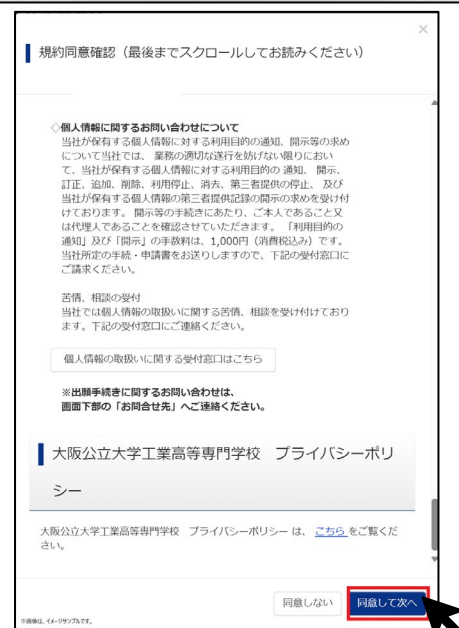 ×
規約同意確認（最後までスクロールしてお読みください）
◇個人情報に関するお問い合わせについて
当社が保有する個人情報に対する利用目的の通知、開示等の求め
について当社では、 業務の適切な遂行を妨げない限りにおい
て、当社が保有する個人情報に対する利用目的の 通知、 開示、
訂正、追加、削除、利用停止、消去、第三者提供の停止、 及び
当社が保有する個人情報の第三者提供記録の開示の求めを受け付
けております。 開示等の手続きにあたり、ご本人であること又
は代理人であることを確認させていただきます。 「利用目的の
通知」及び「開示」の手数料は、1,000円（消費税込み）です。
当社所定の手続・申請書をお送りしますので、下記の受付窓口に
ご請求ください。
苦情、相談の受付
当社では個人情報の取扱いに関する苦情、相談を受け付けており
ます。下記の受付窓口にご連絡ください。
個人情報の取扱いに関する受付窓口はこちら
※出願手続きに関するお問い合わせは、
画面下部の「お問合せ先」へご連絡ください。
大阪公立大学工業高等専門学校 プライバシーポリ
シー
大阪公立大学工業高等専門学校 プライバシーポリシー は、 こちら をご覧くだ
さい。
同意しない
同意して次へ
※画像は、イメージサンプルです。